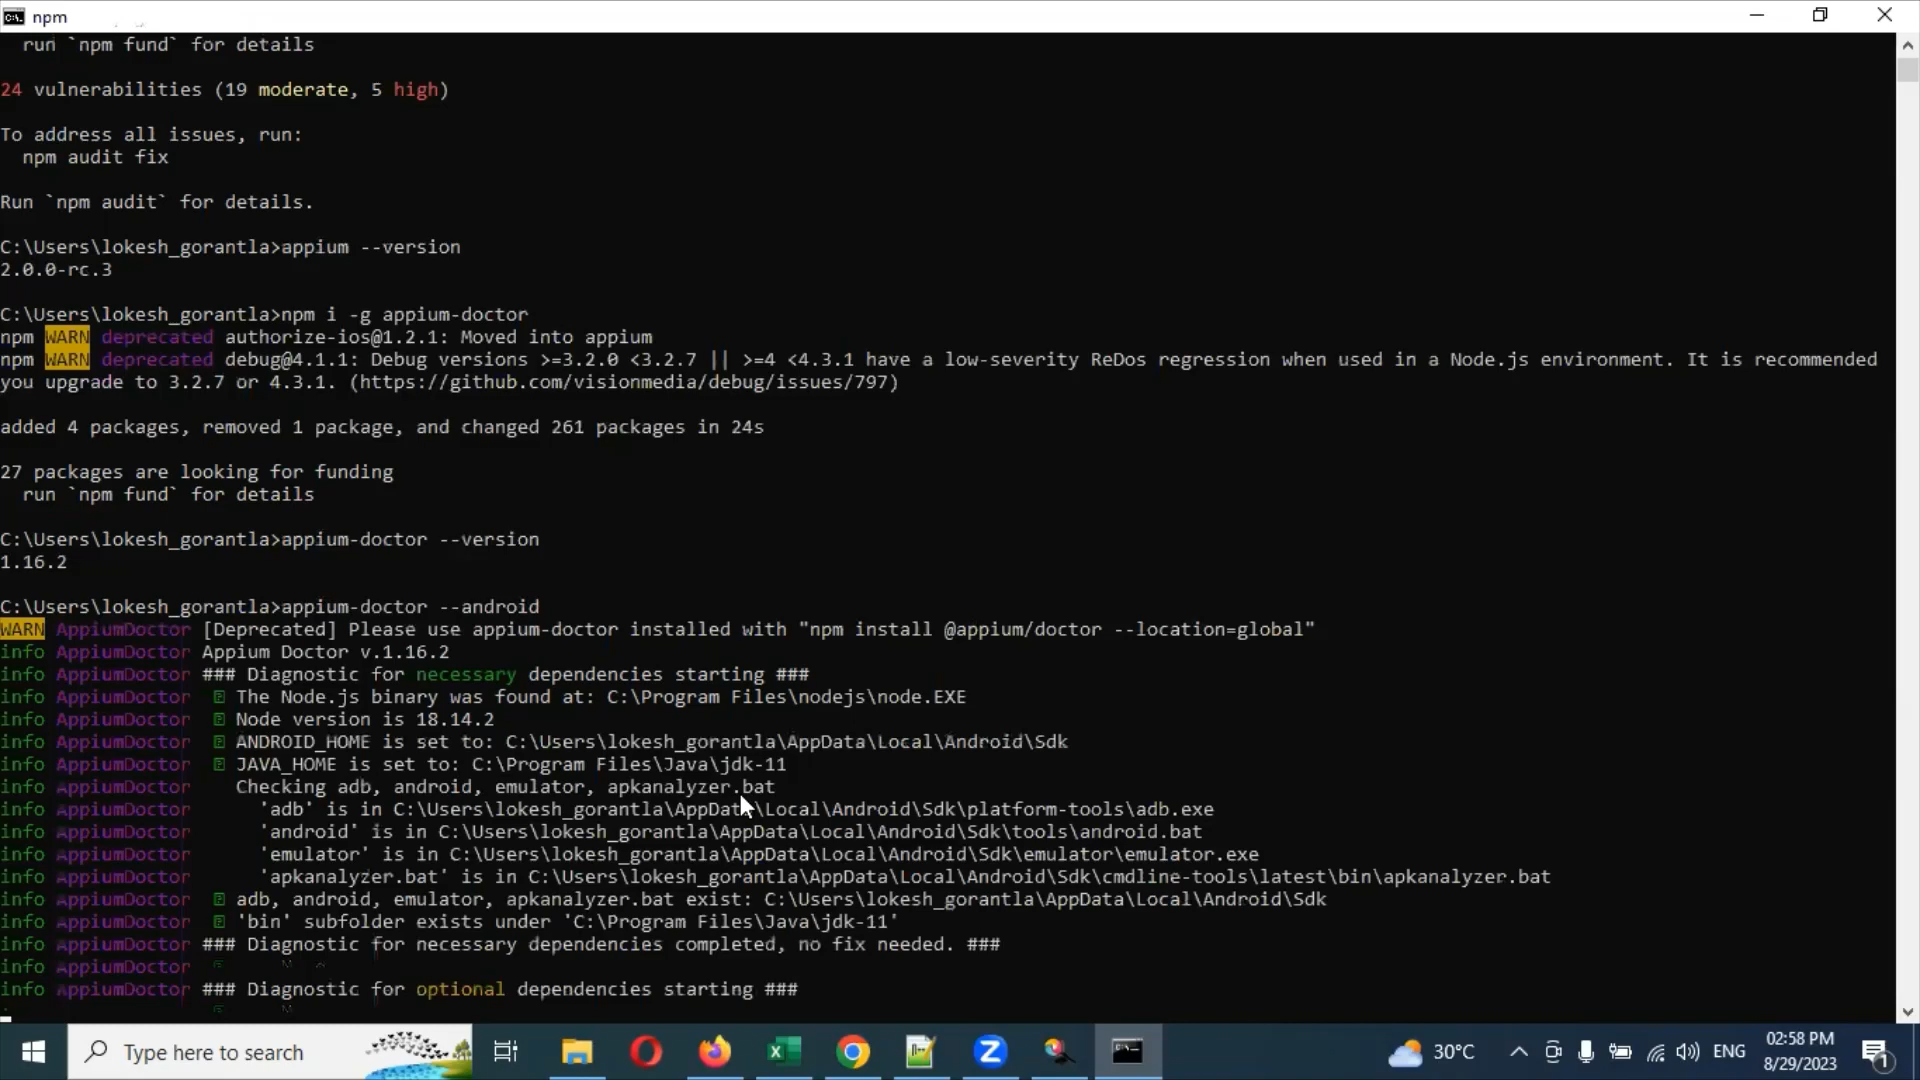 npm
run `npm fund` for details
24 vulnerabilities (19 moderate, 5 high)
To address all issues, run:
npm audit fix
Run `npm audit` for details.
C:\Users\lokesh_gorantla>appium --version
2.0.0-rc.3
C:\Users\lokesh_gorantla>npm i -g appium-doctor
npm WARN deprecated authorize-ios@1.2.1: Moved into appium
npm WARN deprecated debug@4.1.1: Debug versions >=3.2.0 <3.2.7 || >=4 <4.3.1 have a low-severity ReDos regression when used in a Node.js environment. It is recommended
you upgrade to 3.2.7 or 4.3.1. (https://github.com/visionmedia/debug/issues/797)
added 4 packages, removed 1 package, and changed 261 packages in 24s
27 packages are looking for funding
run `npm fund` for details
C:\Users\lokesh_gorantla>appium-doctor --version
1.16.2
C:\Users\lokesh_gorantla>appium-doctor --android
WARN AppiumDoctor [Deprecated] Please use appium-doctor installed with "npm install @appium/doctor --location=global"
info AppiumDoctor Appium Doctor v.1.16.2
info AppiumDoctor ### Diagnostic for necessary dependencies starting ###
info AppiumDoctor The Node.js binary was found at: C:\Program Files\nodejs\node.EXE
info AppiumDoctor Node version is 18.14.2
info AppiumDoctor ANDROID_HOME is set to: C:\Users\lokesh_gorantla\AppData\Local\Android\Sdk
info AppiumDoctor JAVA_HOME is set to: C:\Program Files\Java\jdk-11
info AppiumDoctor Checking adb, android, emulator, apkanalyzer.bat
info AppiumDoctor 'adb' is in C:\Users\lokesh_gorantla\AppData\Local\Android\Sdk\platform-tools\adb.exe
info AppiumDoctor 'android' is in C:\Users\lokesh_gorantla\AppData\Local\Android\Sdk\tools\android.bat
info AppiumDoctor 'emulator' is in C:\Users\lokesh_gorantla\AppData\Local\Android\Sdk\emulator\emulator.exe
info AppiumDoctor 'apkanalyzer.bat' is in C:\Users\lokesh_gorantla\AppData\Local\Android\Sdk\cmdline-tools\latest\bin\apkanalyzer.bat
info AppiumDoctor adb, android, emulator, apkanalyzer.bat exist: C:\Users\lokesh_gorantla\AppData\Local\Android\Sdk
info AppiumDoctor 'bin' subfolder exists under 'C:\Program Files\Java\jdk-11'
info AppiumDoctor ### Diagnostic for necessary dependencies completed, no fix needed. ###
info AppiumDoctor
info AppiumDoctor ### Diagnostic for optional dependencies starting ###
Type here to search
30°C
ENG
02:58 PM
8/29/2023
1